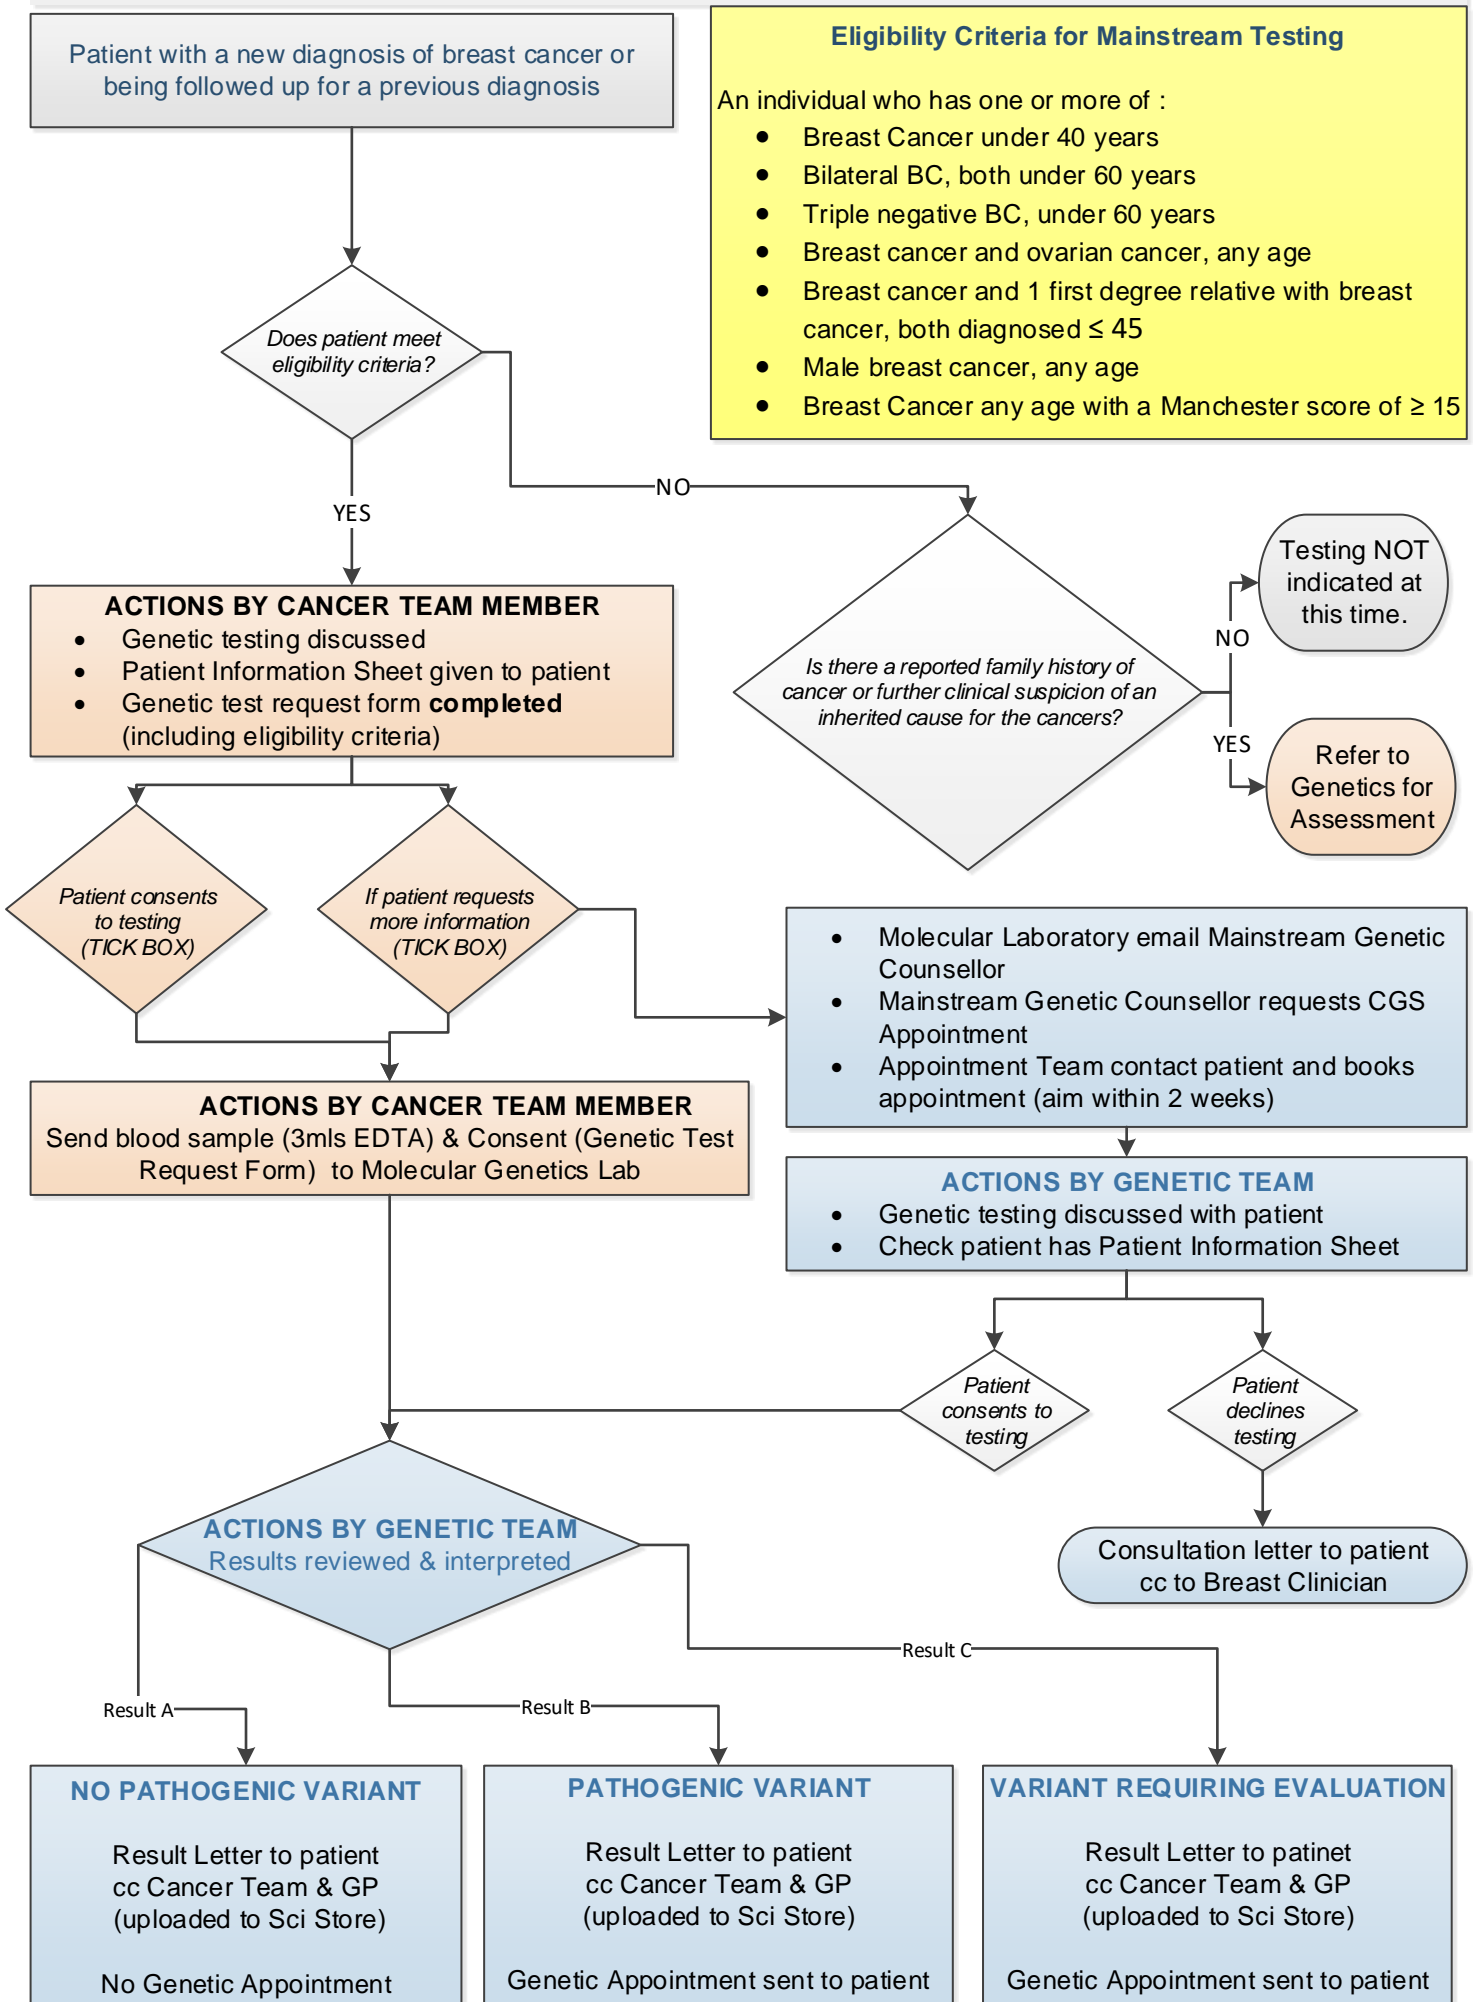 Patient with a new diagnosis of breast cancer or
being followed up for a previous diagnosis
Eligibility Criteria for Mainstream Testing
An individual who has one or more of :
• Breast Cancer under 40 years
• Bilateral BC, both under 60 years
• Triple negative BC, under 60 years
• Breast cancer and ovarian cancer, any age
• Breast cancer and 1 first degree relative with breast
cancer, both diagnosed ≤ 45
• Male breast cancer, any age
• Breast Cancer any age with a Manchester score of ≥ 15
Does patient meet
eligibility criteria?
NO
YES
ACTIONS BY CANCER TEAM MEMBER
• Genetic testing discussed
• Patient Information Sheet given to patient
• Genetic test request form completed
(including eligibility criteria)
Is there a reported family history of
cancer or further clinical suspicion of an
inherited cause for the cancers?
NO
Testing NOT
indicated at
this time.
YES
Refer to
Genetics for
Assessment
Patient consents
to testing
(TICK BOX)
If patient requests
more information
(TICK BOX)
• Molecular Laboratory email Mainstream Genetic
Counsellor
• Mainstream Genetic Counsellor requests CGS
Appointment
• Appointment Team contact patient and books
appointment (aim within 2 weeks)
ACTIONS BY CANCER TEAM MEMBER
Send blood sample (3mls EDTA) & Consent (Genetic Test
Request Form) to Molecular Genetics Lab
ACTIONS BY GENETIC TEAM
• Genetic testing discussed with patient
• Check patient has Patient Information Sheet
Patient
consents to
testing
Patient
declines
testing
Consultation letter to patient
cc to Breast Clinician
ACTIONS BY GENETIC TEAM
Results reviewed & interpreted
Result A
Result B
Result C
NO PATHOGENIC VARIANT
Result Letter to patient
cc Cancer Team & GP
(uploaded to Sci Store)
No Genetic Appointment
PATHOGENIC VARIANT
Result Letter to patient
cc Cancer Team & GP
(uploaded to Sci Store)
Genetic Appointment sent to patient
VARIANT REQUIRING EVALUATION
Result Letter to patinet
cc Cancer Team & GP
(uploaded to Sci Store)
Genetic Appointment sent to patient